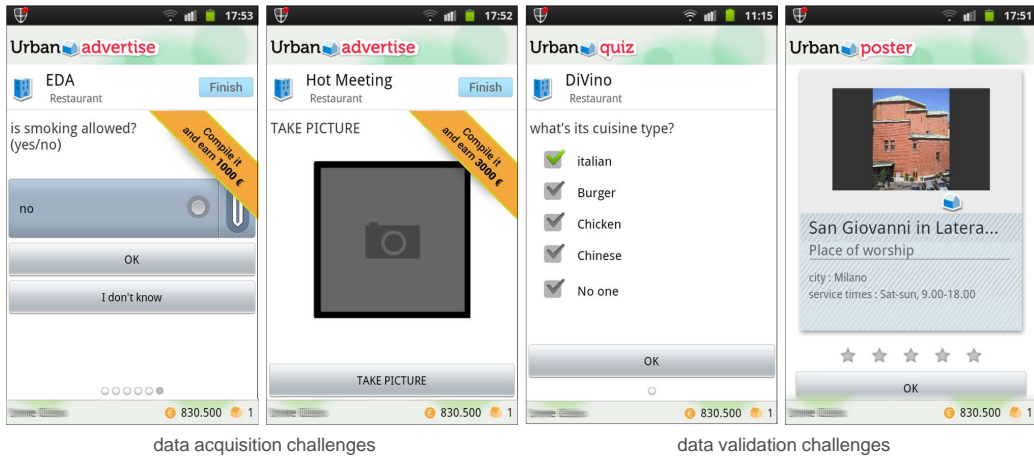 17:53
Urban advertise
EDA
Restaurant
Finish
is smoking allowed?
(yes/no)
Compile it
and earn 1000 €
no
OK
I don't know
830.500 1
17:52
Urban advertise
Hot Meeting
Restaurant
Finish
TAKE PICTURE
Compile it
and earn 3000 €
TAKE PICTURE
830.500 1
data acquisition challenges
11:15
Urban quiz
DiVino
Restaurant
what's its cuisine type?
italian
Burger
Chicken
Chinese
No one
OK
830.500 1
17:51
Urban poster
San Giovanni in Latera...
Place of worship
city : Milano
service times : Sat-sun, 9.00-18.00
OK
830.500 1
data validation challenges